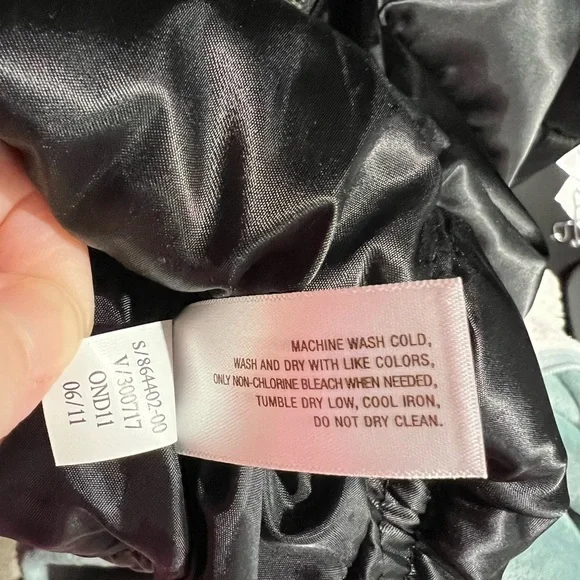 MACHINE WASH COLD,
WASH AND DRY WITH LIKE COLORS,
ONLY NON-CHLORINE BLEACH WHEN NEEDED,
TUMBLE DRY LOW, COOL IRON,
DO NOT DRY CLEAN.
S/864402-00
V/300717
OND11
06/11